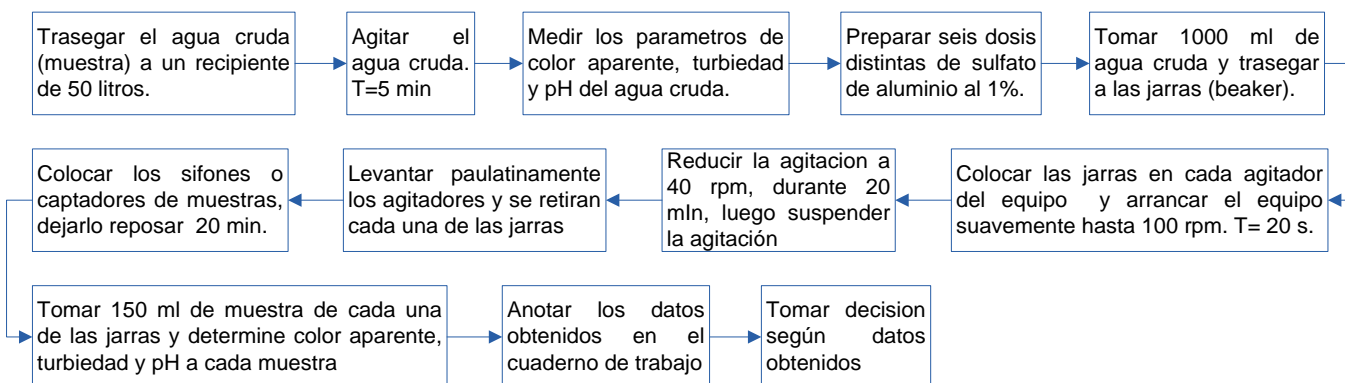 Trasegar el agua cruda
(muestra) a un recipiente
de 50 litros.
Agitar el
agua cruda.
T=5 min
Medir los parametros de
color aparente, turbiedad
y pH del agua cruda.
Preparar seis dosis
distintas de sulfato
de aluminio al 1%.
Tomar 1000 ml de
agua cruda y trasegar
a las jarras (beaker).
Colocar las jarras en cada agitador
del equipo y arrancar el equipo
suavemente hasta 100 rpm. T= 20 s.
Reducir la agitacion a
40 rpm, durante 20
mIn, luego suspender
la agitación
Levantar paulatinamente
los agitadores y se retiran
cada una de las jarras
Colocar los sifones o
captadores de muestras,
dejarlo reposar 20 min.
Tomar 150 ml de muestra de cada una
de las jarras y determine color aparente,
turbiedad y pH a cada muestra
Anotar los datos
obtenidos en el
cuaderno de trabajo
Tomar decision
según datos
obtenidos